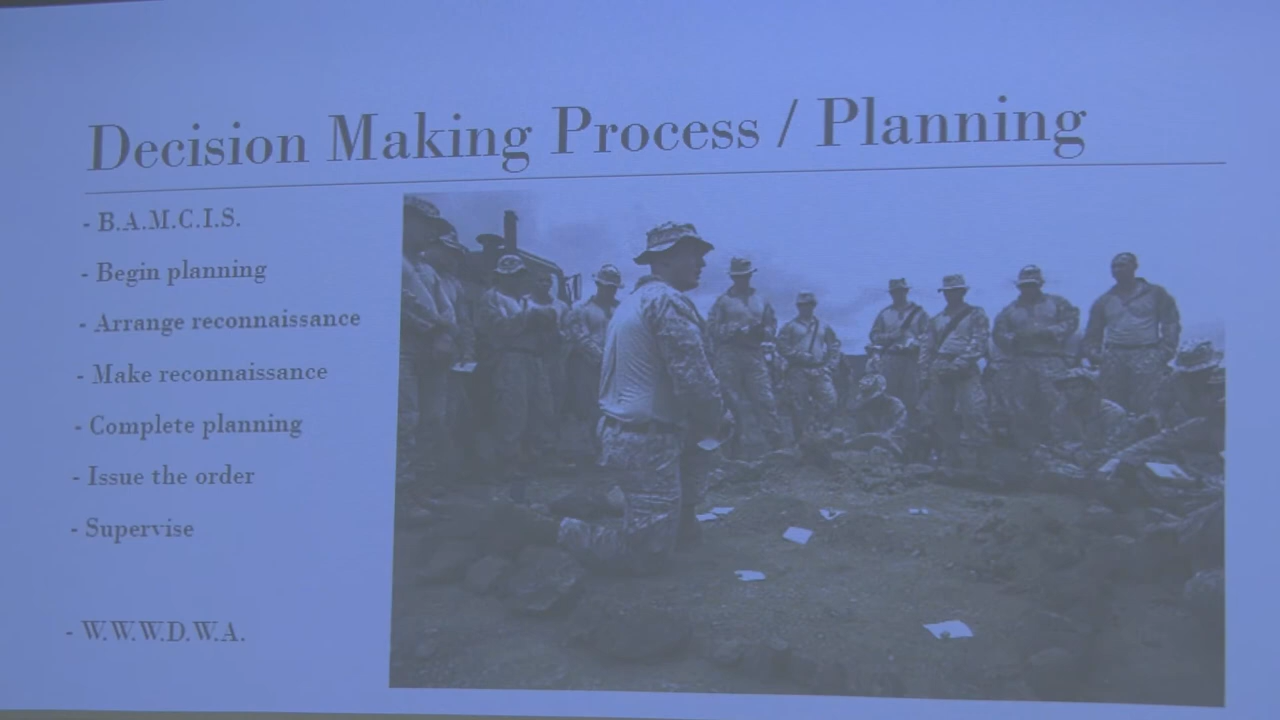 Decision Making Process / Planning
- B.A.M.C.I.S.
- Begin planning
- Arrange reconnaissance
- Make reconnaissance
- Complete planning
- Issue the order
- Supervise
- W.W.W.D.W.A.